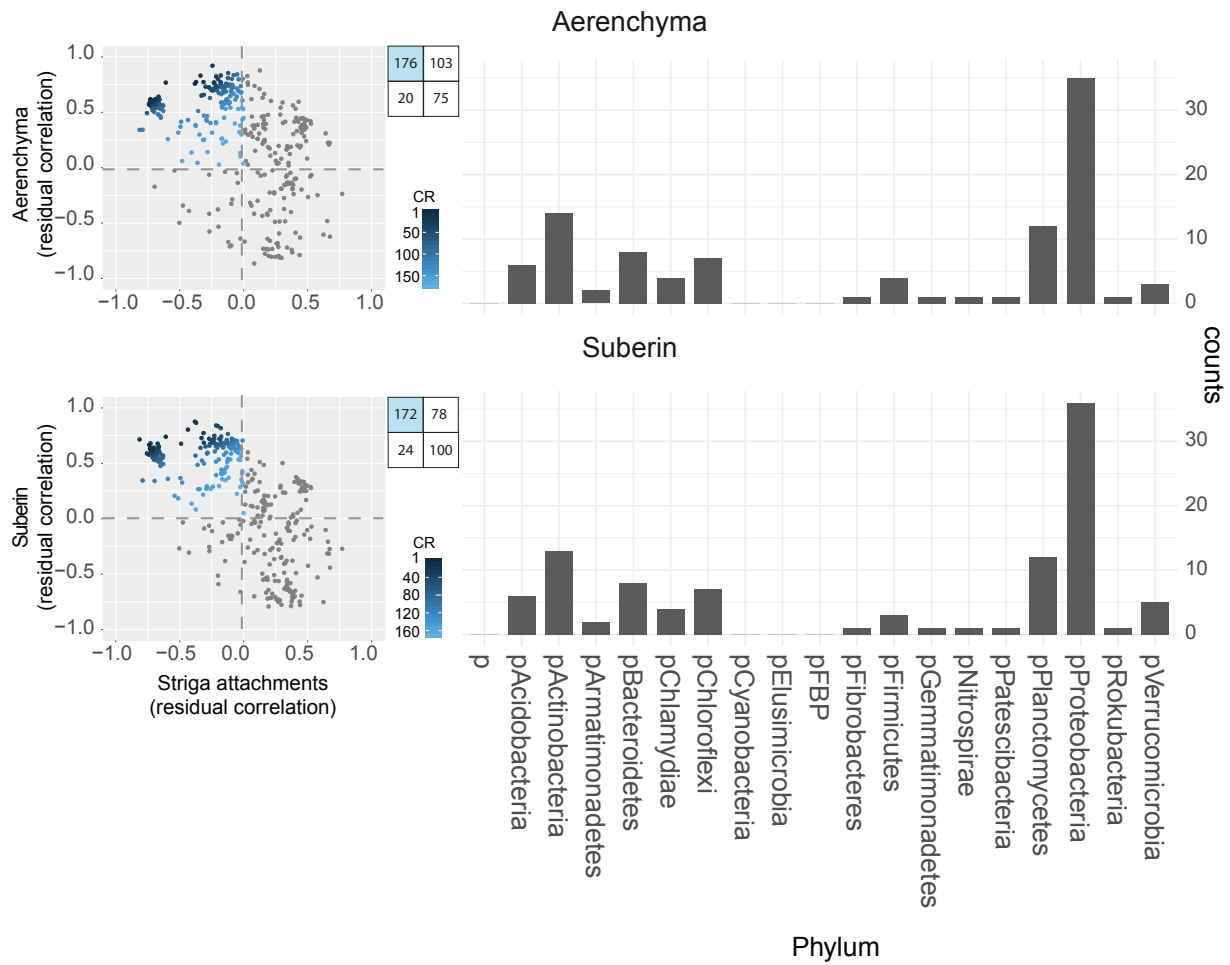 Aerenchyma
1.0
0.5
0.0
−0.5
−1.0
Aerenchyma
(residual correlation)
−1.0 −0.5 0.0 0.5 1.0
176 103
20 75
CR
1
50
100
150
30
20
10
0
Suberin
1.0
0.5
0.0
−0.5
−1.0
Suberin
(residual correlation)
−1.0 −0.5 0.0 0.5 1.0
Striga attachments
(residual correlation)
172 78
24 100
CR
1
40
80
120
160
30
20
10
0
counts
p
pAcidobacteria
pActinobacteria
pArmatimonadetes
pBacteroidetes
pChlamydiae
pChloroflexi
pCyanobacteria
pElusimicrobia
pFBP
pFibrobacteres
pFirmicutes
pGemmatimonadetes
pNitrospirae
pPatescibacteria
pPlanctomycetes
pProteobacteria
pRokubacteria
pVerrucomicrobia
Phylum